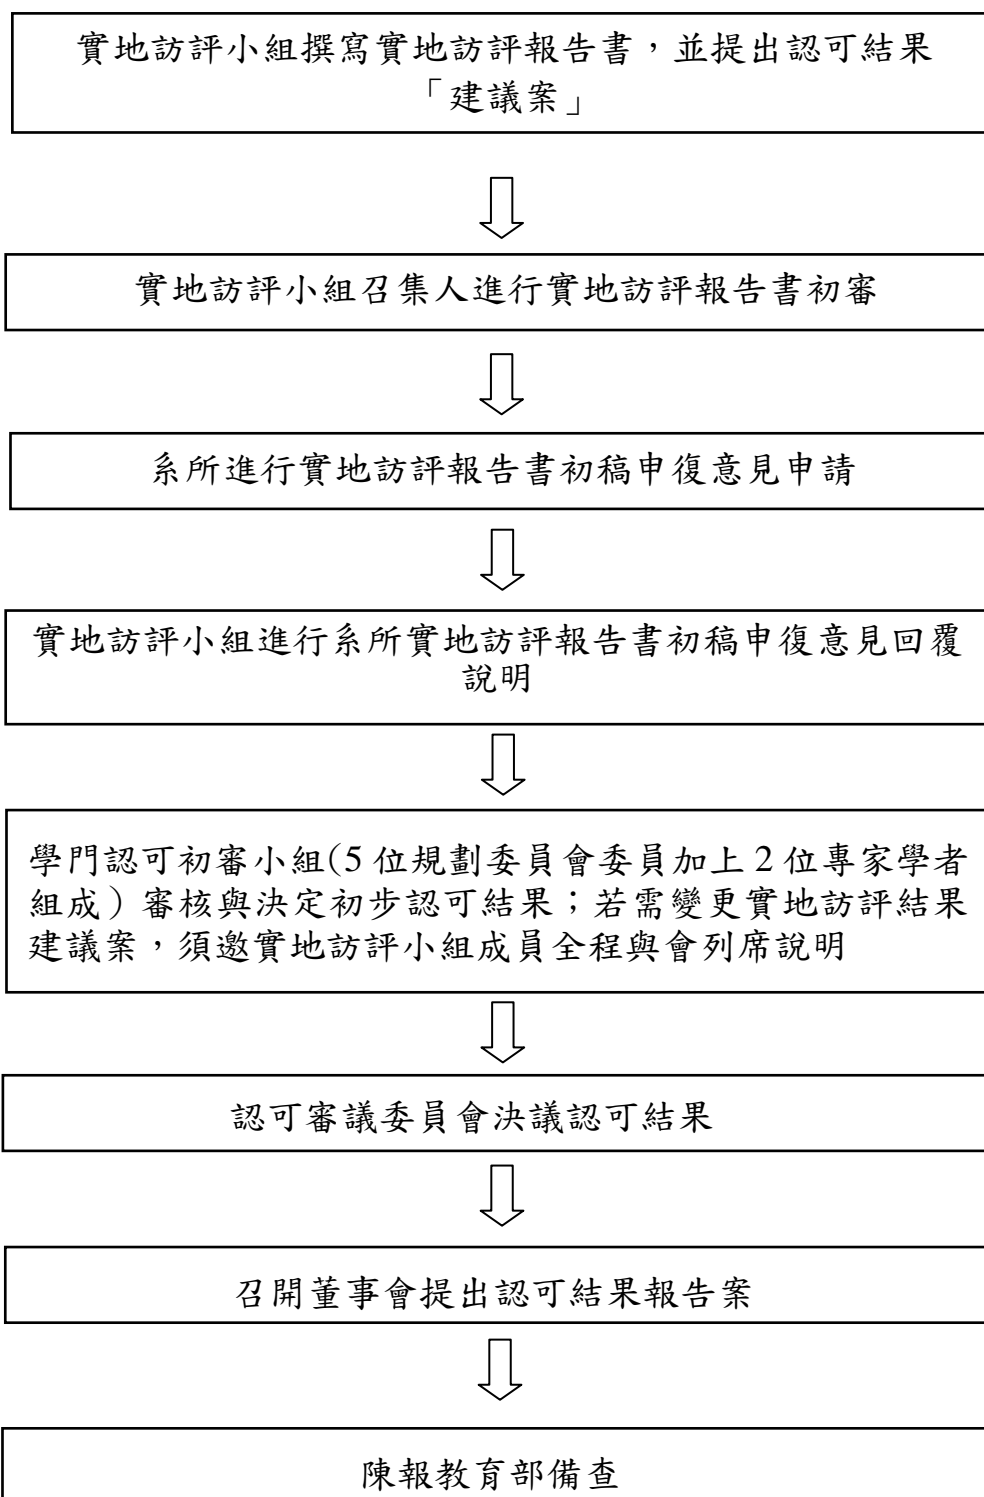 實地訪評小組撰寫實地訪評報告書，並提出認可結果
「建議案」
實地訪評小組召集人進行實地訪評報告書初審
系所進行實地訪評報告書初稿申復意見申請
實地訪評小組進行系所實地訪評報告書初稿申復意見回覆
說明
學門認可初審小組(5 位規劃委員會委員加上 2 位專家學者
組成）審核與決定初步認可結果；若需變更實地訪評結果
建議案，須邀實地訪評小組成員全程與會列席說明
認可審議委員會決議認可結果
召開董事會提出認可結果報告案
陳報教育部備查